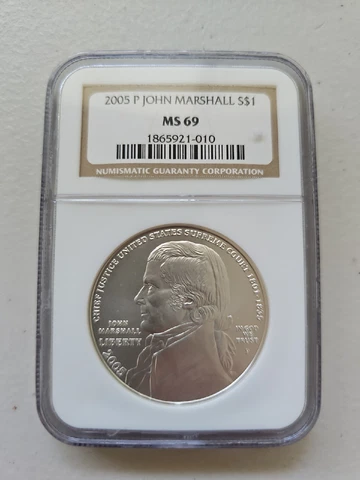 2005 P JOHN MARSHALL S$1
MS 69
1865921-010
NUMISMATIC GUARANTY CORPORATION
CHIEF JUSTICE UNITED STATES SUPREME COURT 1801-1835
JOHN
MARSHALL
LIBERTY
2005
P
IN GOD
WE
TRUST